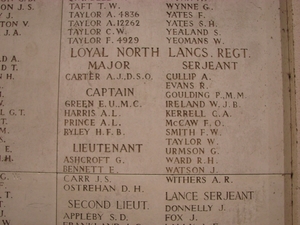 TAFT T. W.
TAYLOR A. 4836
TAYLOR A. 12262
TAYLOR C. W.
TAYLOR F. 4929
WYNNE G.
YATES F.
YATES S. H.
YEALAND S.
YEOMANS W.
LOYAL NORTH LANCS. REGT.
MAJOR
CARTER A. J., D. S. O.
CAPTAIN
GREEN E. U. M. C.
HARRIS A. L.
PRINCE A. L.
RYLEY H. F. B.
LIEUTENANT
ASHCROFT G.
BENNETT E.
CARR J. S.
OSTREHAN D. H.
SECOND LIEUT.
APPLEBY S. D.
SERJEANT
CULLIP A.
EVANS R.
GOULDING P., M. M.
IRELAND W. J. B.
KERRELL C. A.
McCAW F. O.
SMITH F. W.
TAYLOR W.
URMSON G.
WARD R. H.
WATSON J.
WITHERS A. R.
LANCE SERJEANT
DONNELLY J.
FOX J.